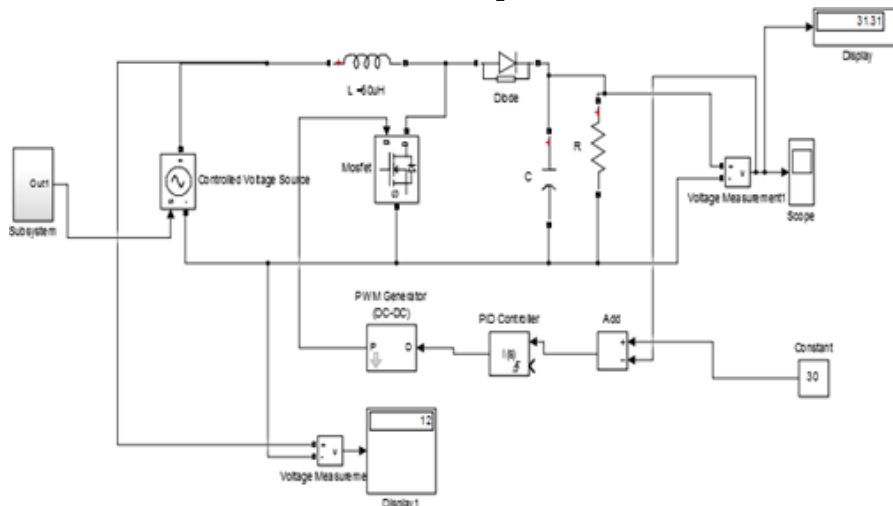 31.31
Display
L =60uH
Diode
Mosfet
R
C
Out1
Subsystem
Controlled Voltage Source
v
Voltage Measurement1
Scope
PWM Generator
(DC-DC)
PID Controller
Add
Constant
P
D
I(s)
30
12
v
Voltage Measureme
Display1